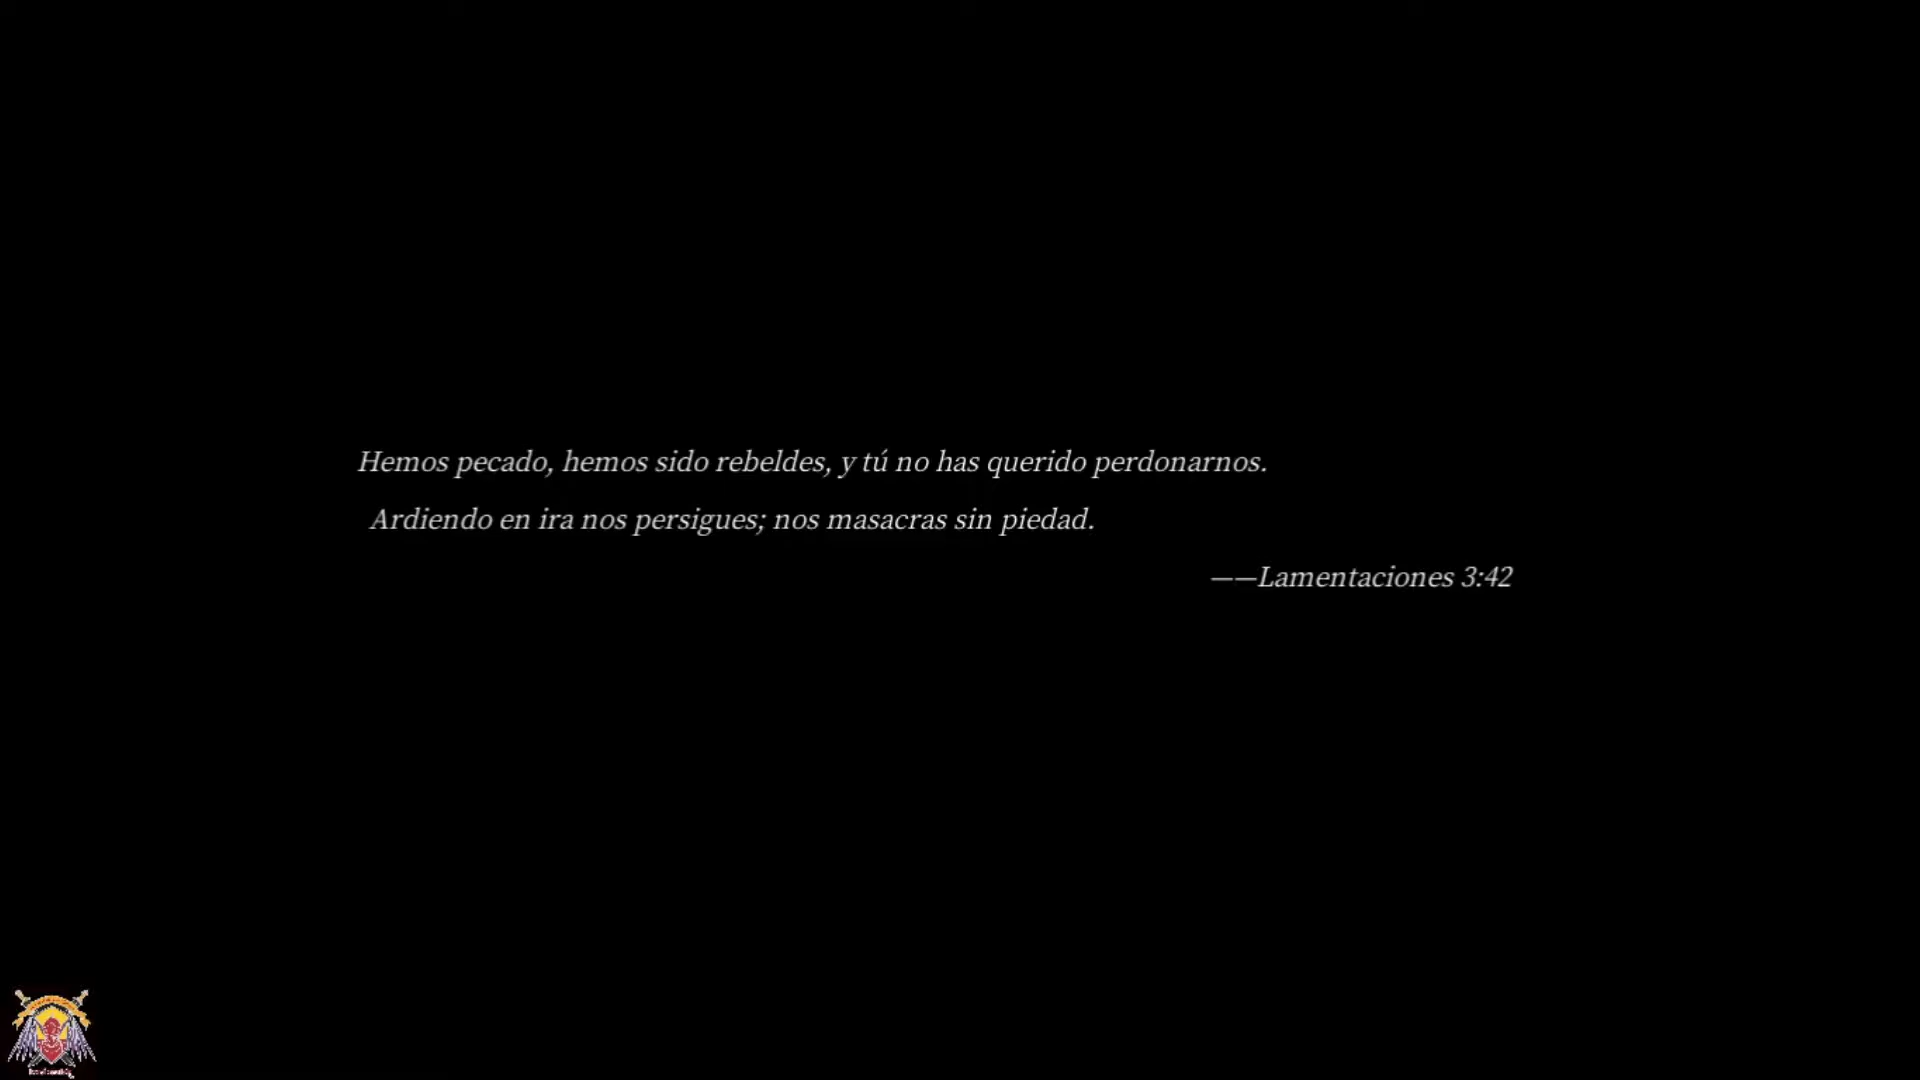 Hemos pecado, hemos sido rebeldes, y tú no has querido perdonarnos.
Ardiendo en ira nos persigues; nos masacras sin piedad.
——Lamentaciones 3:42